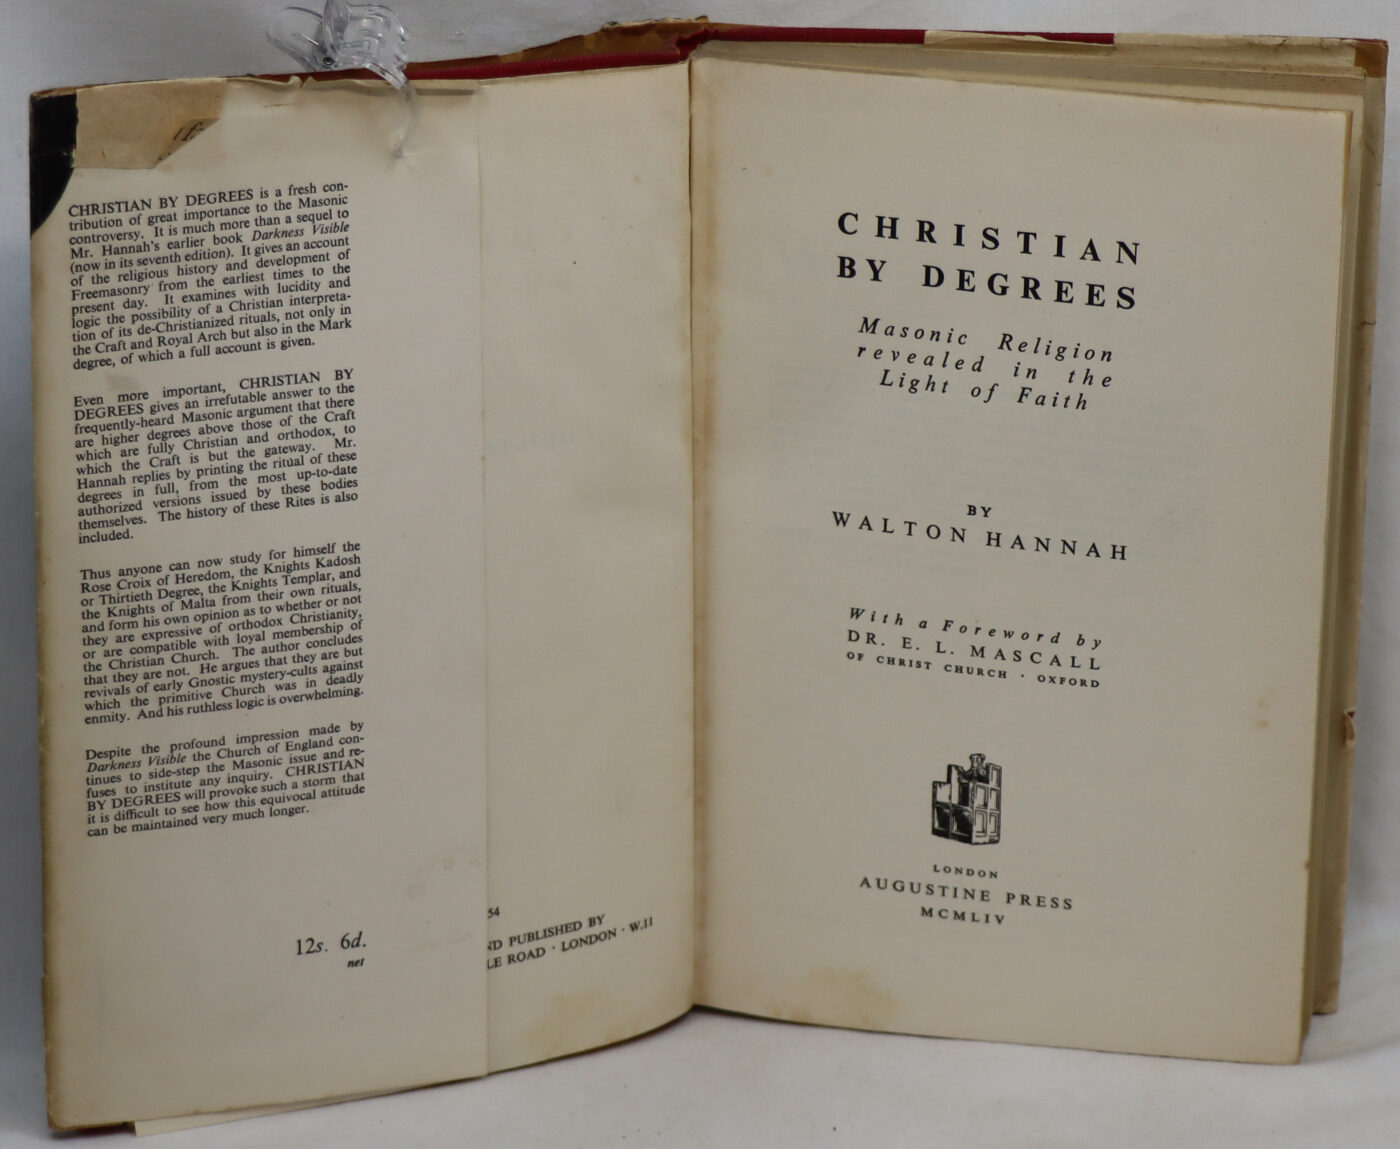 CHRISTIAN BY DEGREES is a fresh con-
tribution of great importance to the Masonic
controversy. It is much more than a sequel to
Mr. Hannah's earlier book Darkness Visible
(now in its seventh edition). It gives an account
of the religious history and development of
Freemasonry from the earliest times to the
present day. It examines with lucidity and
logic the possibility of a Christian interpreta-
tion of its de-Christianized rituals, not only in
the Craft and Royal Arch but also in the Mark
degree, of which a full account is given.
Even more important, CHRISTIAN BY
DEGREES gives an irrefutable answer to the
frequently-heard Masonic argument that there
are higher degrees above those of the Craft
which are fully Christian and orthodox, to
which the Craft is but the gateway. Mr.
Hannah replies by printing the ritual of these
degrees in full, from the most up-to-date
authorized versions issued by these bodies
themselves. The history of these Rites is also
included.
Thus anyone can now study for himself the
Rose Croix of Heredom, the Knights Kadosh
or Thirtieth Degree, the Knights Templar, and
the Knights of Malta from their own rituals,
and form his own opinion as to whether or not
they are expressive of orthodox Christianity,
or are compatible with loyal membership of
the Christian Church. The author concludes
that they are not. He argues that they are but
revivals of early Gnostic mystery-cults against
which the primitive Church was in deadly
enmity. And his ruthless logic is overwhelming.
Despite the profound impression made by
Darkness Visible the Church of England con-
tinues to side-step the Masonic issue and re-
fuses to institute any inquiry. CHRISTIAN
BY DEGREES will provoke such a storm that
it is difficult to see how this equivocal attitude
can be maintained very much longer.
12s. 6d.
net
54
ND PUBLISHED BY
LE ROAD · LONDON · W.11
CHRISTIAN
BY DEGREES
Masonic Religion
revealed in the
Light of Faith
BY
WALTON HANNAH
With a Foreword by
DR. E. L. MASCALL
OF CHRIST CHURCH · OXFORD
LONDON
AUGUSTINE PRESS
MCMLIV